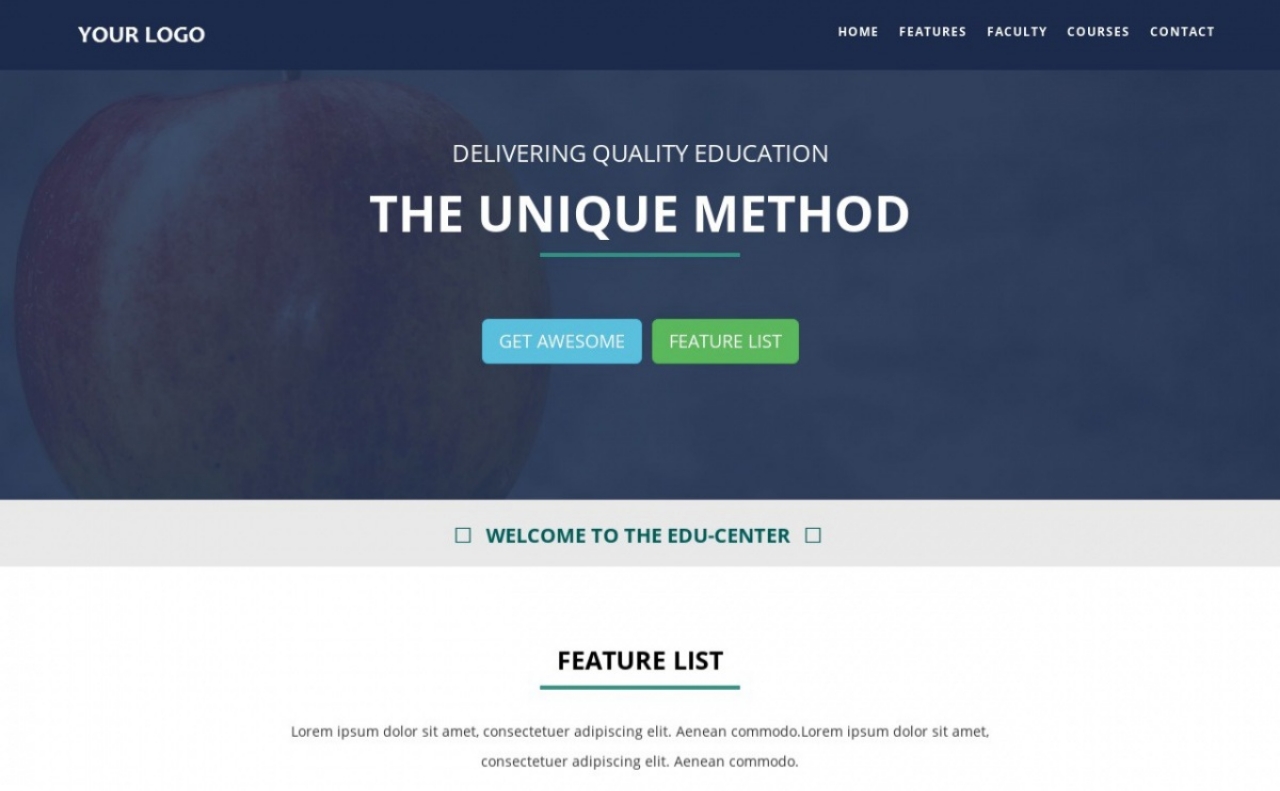 YOUR LOGO
HOME FEATURES FACULTY COURSES CONTACT
DELIVERING QUALITY EDUCATION
THE UNIQUE METHOD
GET AWESOME FEATURE LIST
WELCOME TO THE EDU-CENTER
FEATURE LIST
Lorem ipsum dolor sit amet, consectetuer adipiscing elit. Aenean commodo.Lorem ipsum dolor sit amet,
consectetuer adipiscing elit. Aenean commodo.